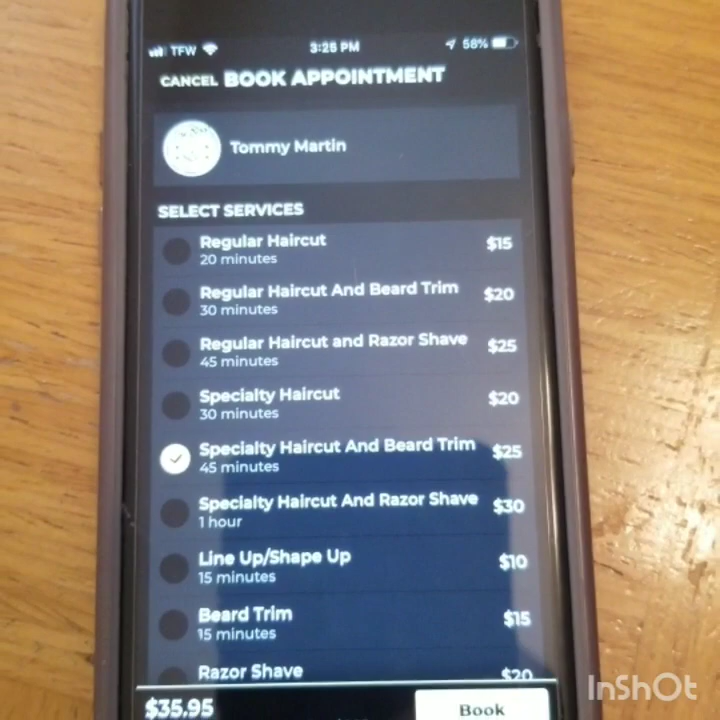 TFW 3:25 PM 56%
CANCEL BOOK APPOINTMENT
Tommy Martin
SELECT SERVICES
Regular Haircut $15
20 minutes
Regular Haircut And Beard Trim $20
30 minutes
Regular Haircut and Razor Shave $25
45 minutes
Specialty Haircut $20
30 minutes
Specialty Haircut And Beard Trim $25
45 minutes
Specialty Haircut And Razor Shave $30
1 hour
Line Up/Shape Up $10
15 minutes
Beard Trim $15
15 minutes
Razor Shave $20
$35.95 Book
InShOt